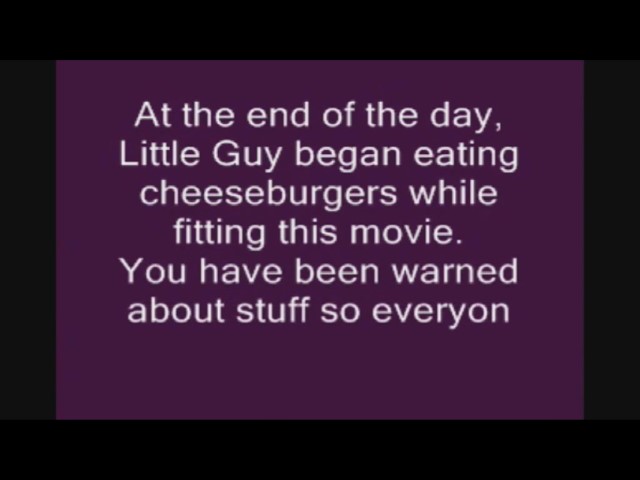 At the end of the day,
Little Guy began eating
cheeseburgers while
fitting this movie.
You have been warned
about stuff so everyon